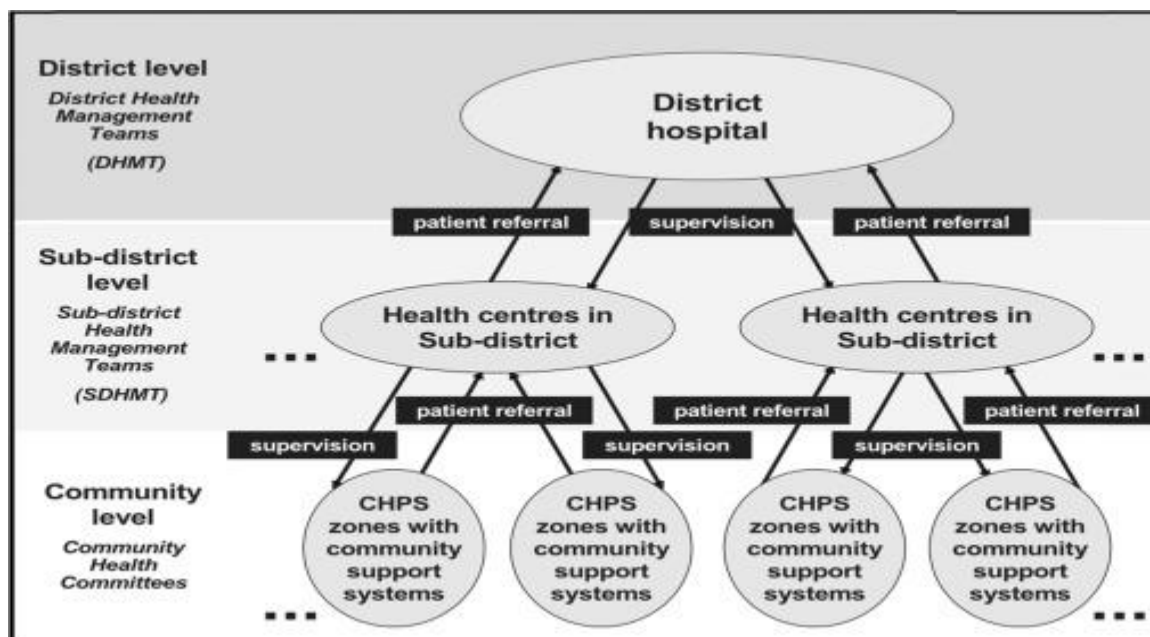 District level
District Health
Management
Teams
(DHMT)
District
hospital
patient referral
supervision
patient referral
Sub-district
level
Sub-district
Health
Management
Teams
(SDHMT)
Health centres in
Sub-district
Health centres in
Sub-district
patient referral
patient referral
patient referral
supervision
supervision
supervision
Community
level
Community
Health
Committees
CHPS
zones with
community
support
systems
CHPS
zones with
community
support
systems
CHPS
zones with
community
support
systems
CHPS
zones with
community
support
systems